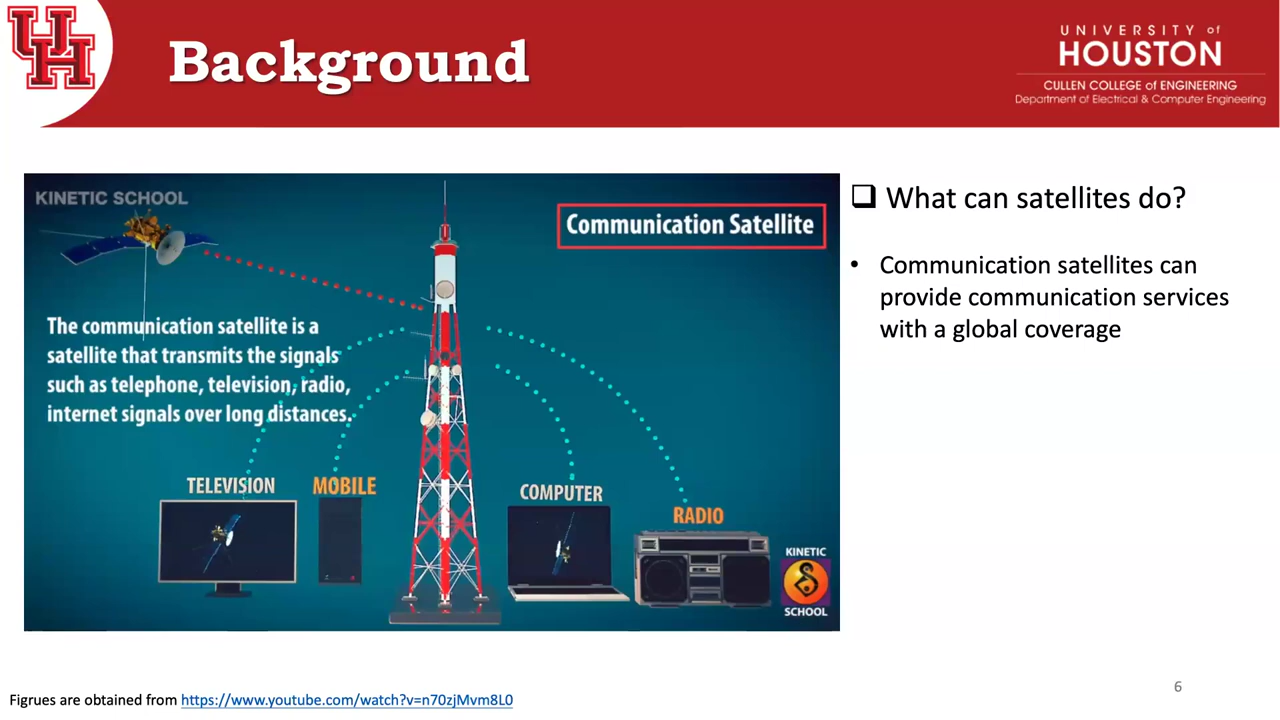 Background
UNIVERSITY of
HOUSTON
CULLEN COLLEGE of ENGINEERING
Department of Electrical & Computer Engineering
KINETIC SCHOOL
Communication Satellite
The communication satellite is a
satellite that transmits the signals
such as telephone, television, radio,
internet signals over long distances.
TELEVISION
MOBILE
COMPUTER
RADIO
KINETIC
SCHOOL
❑ What can satellites do?
• Communication satellites can
provide communication services
with a global coverage
Figrues are obtained from https://www.youtube.com/watch?v=n70zjMvm8L0
6